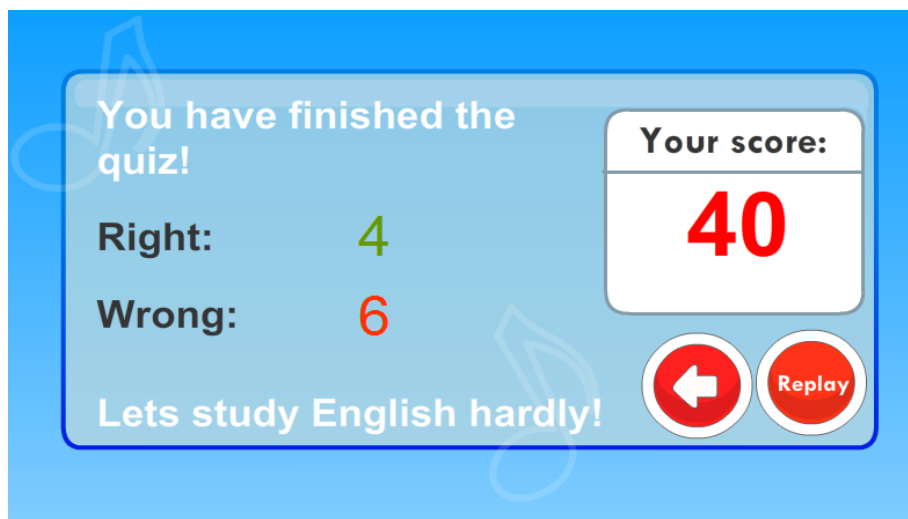 You have finished the
quiz!
Your score:
40
Right: 4
Wrong: 6
Replay
Lets study English hardly!